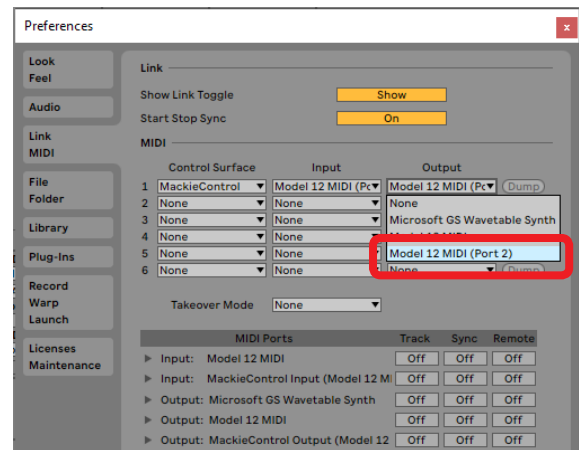 Preferences
x
Look
Feel
Audio
Link
MIDI
File
Folder
Library
Plug-Ins
Record
Warp
Launch
Licenses
Maintenance
Link
Show Link Toggle Show
Start Stop Sync On
MIDI
Control Surface Input Output
1 MackieControl Model 12 MIDI (Pc Model 12 MIDI (Pc Dump
2 None None None
3 None None Microsoft GS Wavetable Synth
4 None None
5 None None Model 12 MIDI (Port 2)
6 None None None Dump
Takeover Mode None
MIDI Ports Track Sync Remote
Input: Model 12 MIDI Off Off Off
Input: MackieControl Input (Model 12 MI Off Off Off
Output: Microsoft GS Wavetable Synth Off Off Off
Output: Model 12 MIDI Off Off Off
Output: MackieControl Output (Model 12 Off Off Off